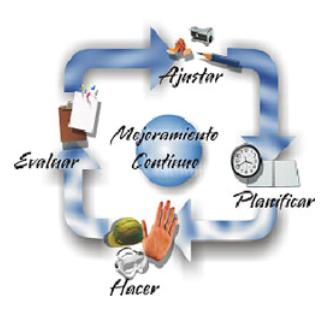 Ajustar
Mejoramiento
Continuo
Evaluar
Planificar
Hacer